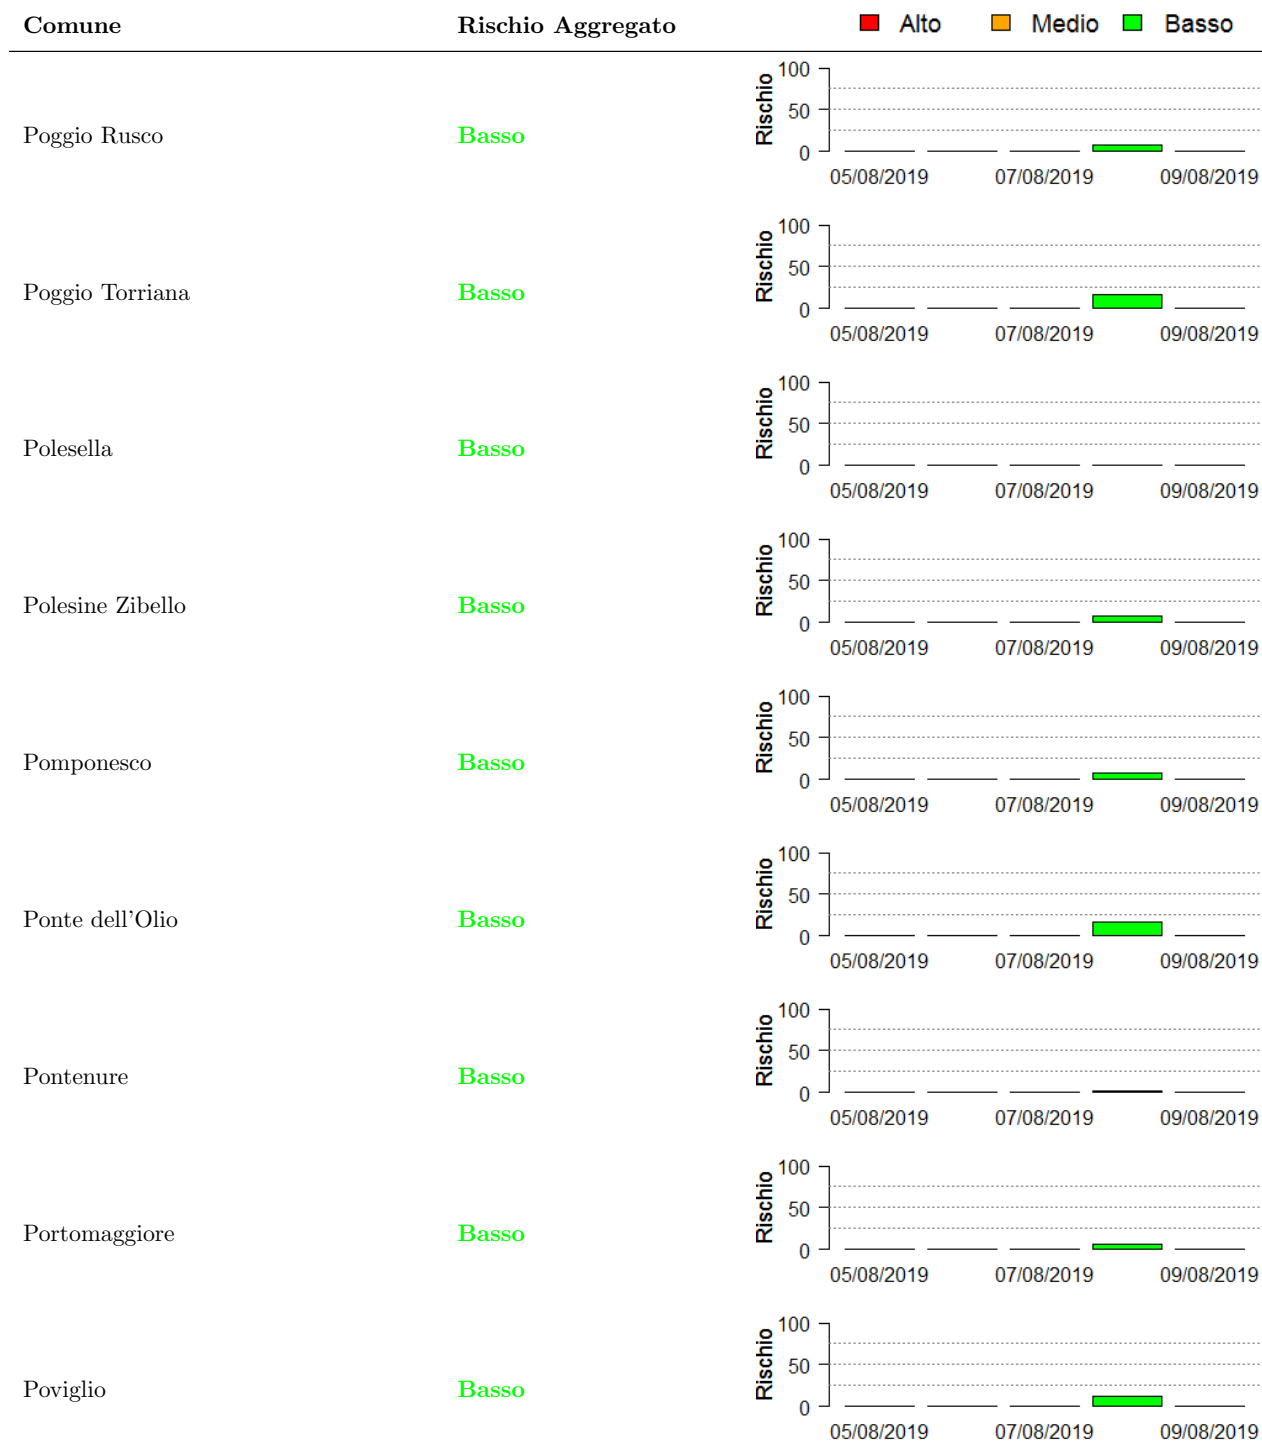 Comune Rischio Aggregato Alto Medio Basso
Poggio Rusco Basso
Rischio
100
50
0
05/08/2019 07/08/2019 09/08/2019
Poggio Torriana Basso
Rischio
100
50
0
05/08/2019 07/08/2019 09/08/2019
Polesella Basso
Rischio
100
50
0
05/08/2019 07/08/2019 09/08/2019
Polesine Zibello Basso
Rischio
100
50
0
05/08/2019 07/08/2019 09/08/2019
Pomponesco Basso
Rischio
100
50
0
05/08/2019 07/08/2019 09/08/2019
Ponte dell'Olio Basso
Rischio
100
50
0
05/08/2019 07/08/2019 09/08/2019
Pontenure Basso
Rischio
100
50
0
05/08/2019 07/08/2019 09/08/2019
Portomaggiore Basso
Rischio
100
50
0
05/08/2019 07/08/2019 09/08/2019
Poviglio Basso
Rischio
100
50
0
05/08/2019 07/08/2019 09/08/2019